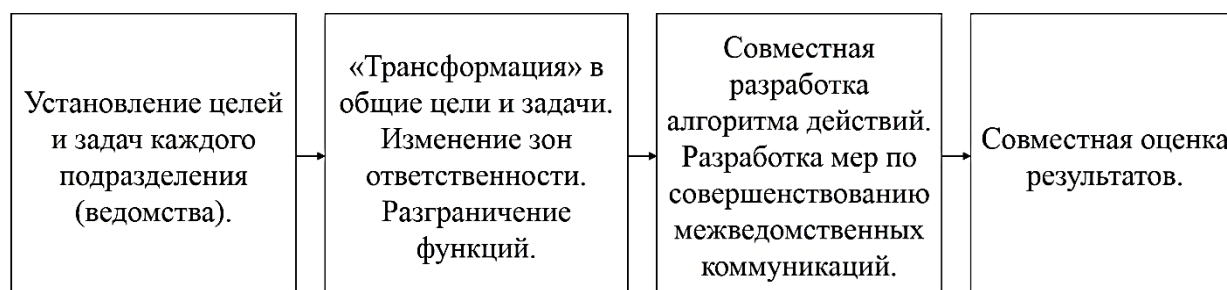 Установление целей
и задач каждого
подразделения
(ведомства).
«Трансформация» в
общие цели и задачи.
Изменение зон
ответственности.
Разграничение
функций.
Совместная
разработка
алгоритма действий.
Разработка мер по
совершенствованию
межведомственных
коммуникаций.
Совместная оценка
результатов.